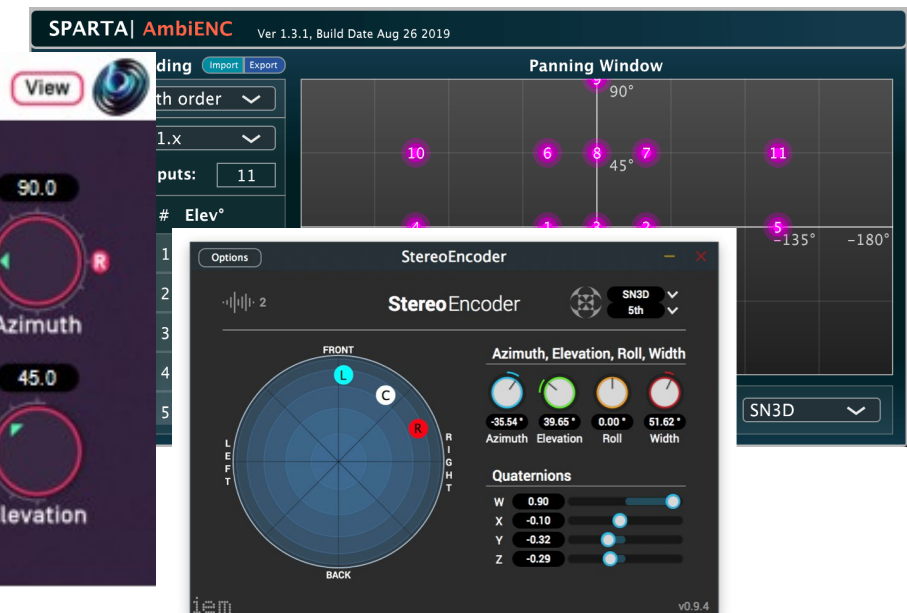 SPARTA| AmbiENC Ver 1.3.1, Build Date Aug 26 2019
ding Import Export
th order
1.x
puts: 11
# Elev°
1
2
3
4
5
Panning Window
9 90°
10 6 8 7 11
45°
4 1 3 2 5
-135° -180°
SN3D
View
90.0
R
Azimuth
45.0
levation
Options StereoEncoder
2 StereoEncoder SN3D
5th
FRONT
L
C
R
LEFT
RIGHT
BACK
Azimuth, Elevation, Roll, Width
-35.54° 39.65° 0.00° 51.62°
Azimuth Elevation Roll Width
Quaternions
W 0.90
X -0.10
Y -0.32
Z -0.29
iem v0.9.4